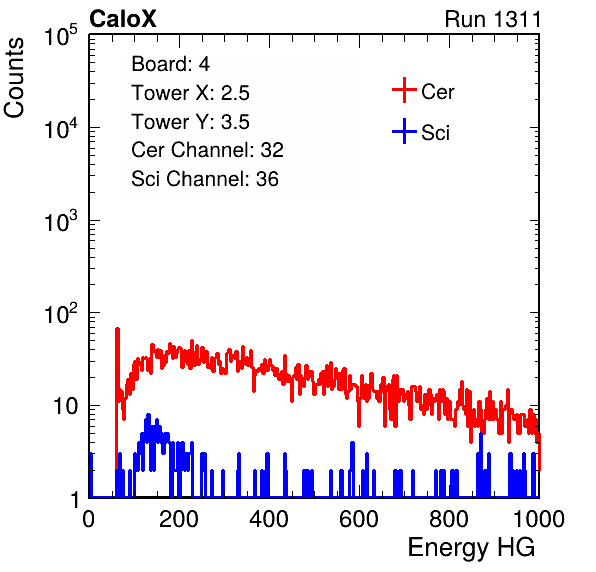 CaloX Run 1311
Counts
10^5
10^4
10^3
10^2
10
1
Board: 4
Tower X: 2.5
Tower Y: 3.5
Cer Channel: 32
Sci Channel: 36
Cer
Sci
0 200 400 600 800 1000
Energy HG